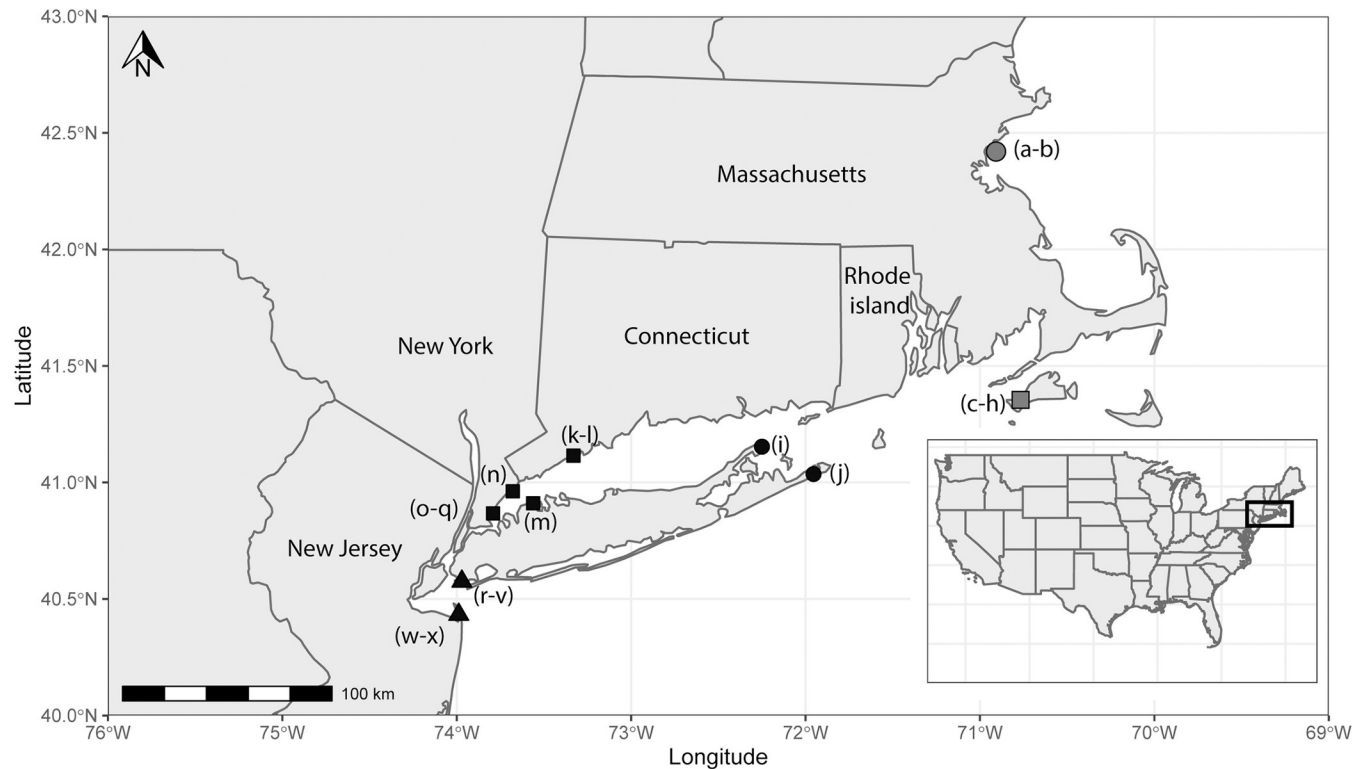 43.0°N
N
42.5°N
(a-b)
Massachusetts
42.0°N
Rhode
island
Connecticut
New York
41.5°N
Latitude
(c-h)
(k-l)
(i)
(j)
(n)
41.0°N
(o-q)
(m)
New Jersey
(r-v)
40.5°N
(w-x)
100 km
40.0°N
76°W
75°W
74°W
73°W
72°W
71°W
70°W
69°W
Longitude